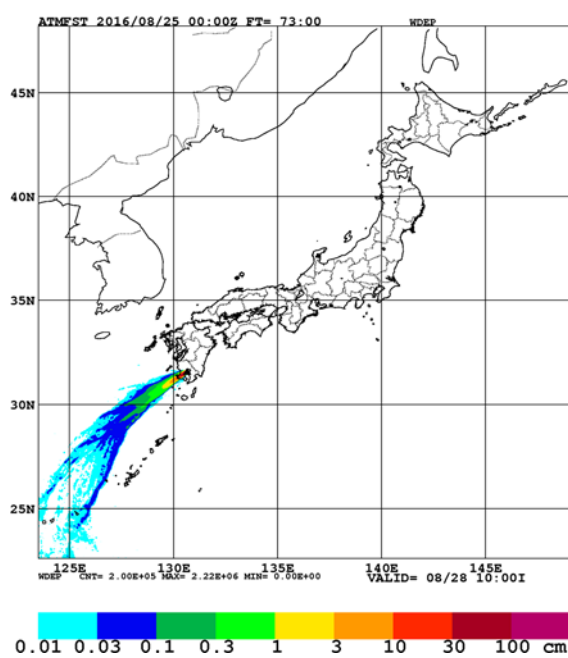 ATMFST 2016/08/25 00:00Z FT= 73:00 WDEP
45N
40N
35N
30N
25N
125E 130E 135E 140E 145E
WDEP CNT= 2.00E+05 MAX= 2.22E+06 MIN= 0.00E+00 VALID= 08/28 10:00I
0.01 0.03 0.1 0.3 1 3 10 30 100 cm